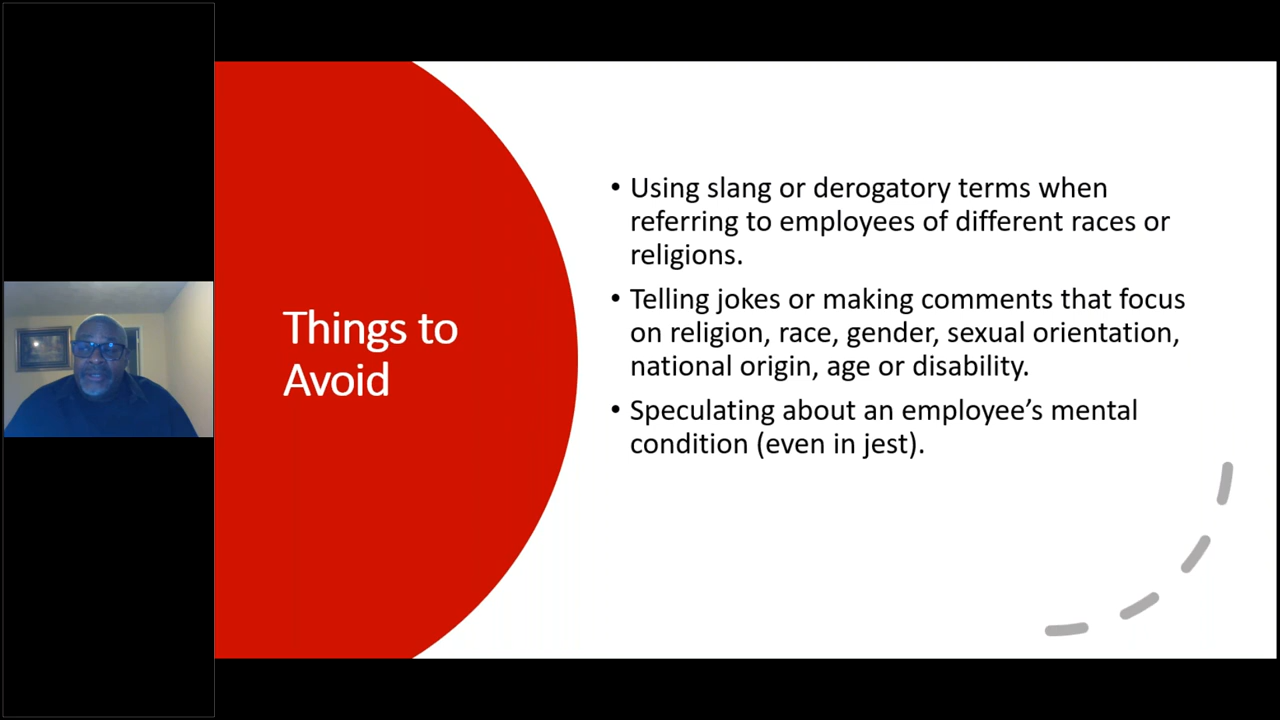 Things to
Avoid
• Using slang or derogatory terms when
referring to employees of different races or
religions.
• Telling jokes or making comments that focus
on religion, race, gender, sexual orientation,
national origin, age or disability.
• Speculating about an employee’s mental
condition (even in jest).